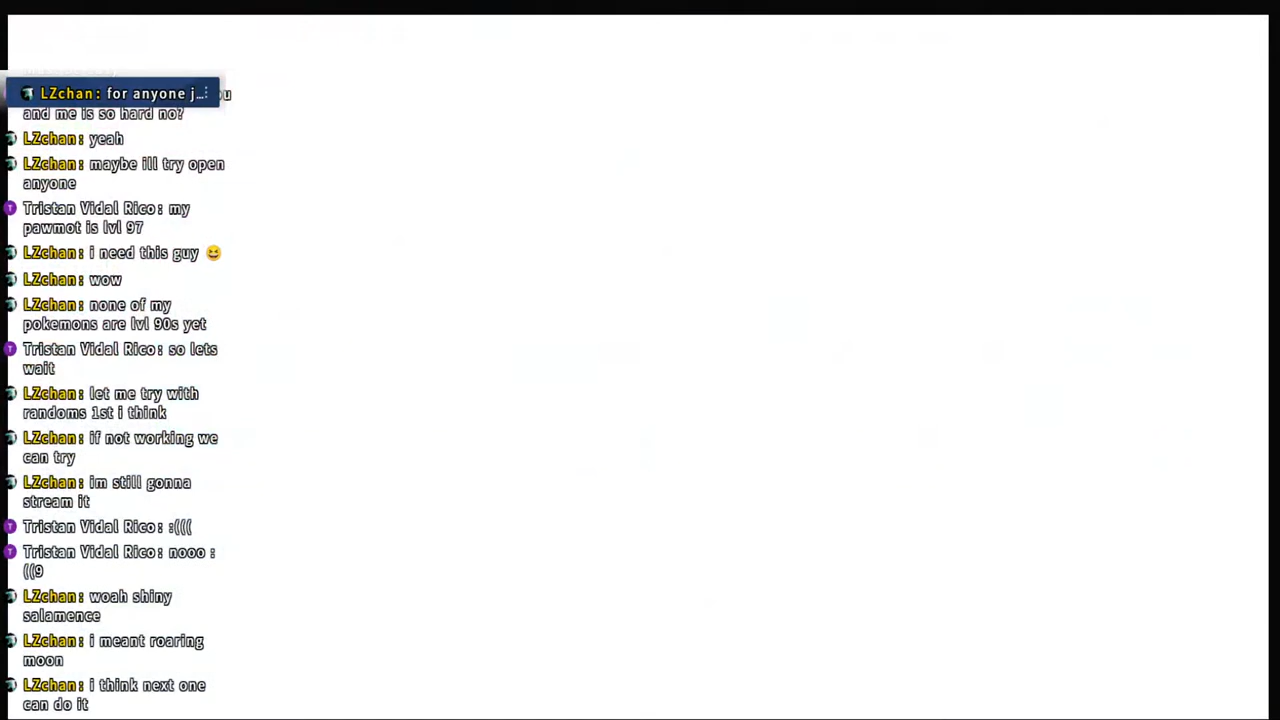 LZchan: for anyone j…
and me is so hard no?
LZchan: yeah
LZchan: maybe ill try open
anyone
T Tristan Vidal Rico: my
pawmot is lvl 97
LZchan: i need this guy 😆
LZchan: wow
LZchan: none of my
pokemons are lvl 90s yet
T Tristan Vidal Rico: so lets
wait
LZchan: let me try with
randoms 1st i think
LZchan: if not working we
can try
LZchan: im still gonna
stream it
T Tristan Vidal Rico: :(((
T Tristan Vidal Rico: nooo :
((9
LZchan: woah shiny
salamence
LZchan: i meant roaring
moon
LZchan: i think next one
can do it